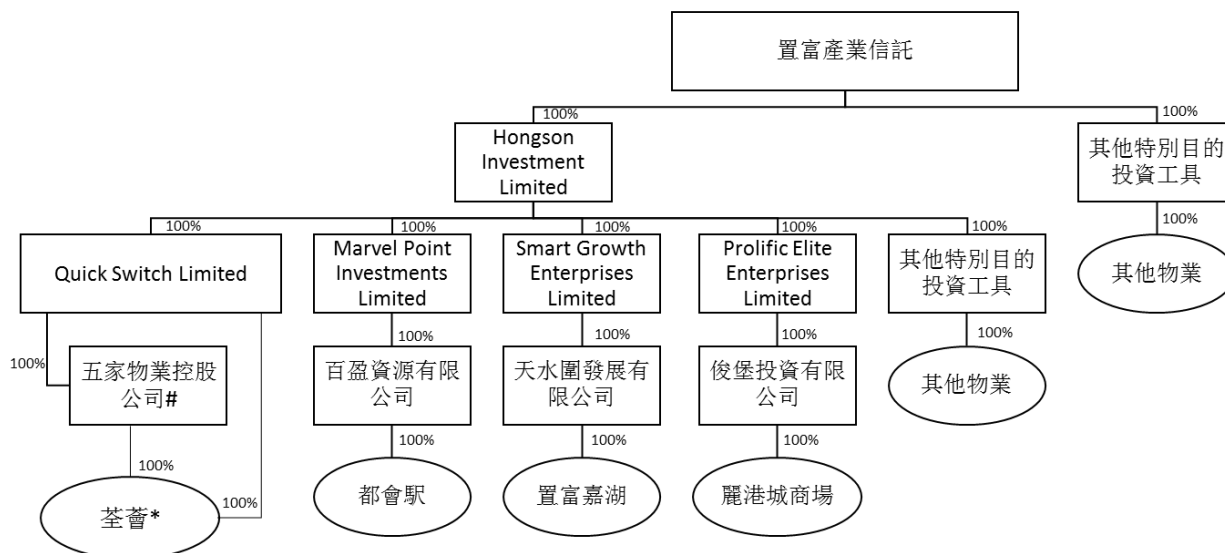 置富產業信託
100%
100%
Hongson
Investment
Limited
其他特別目的
投資工具
100%
其他物業
100%
100%
100%
100%
100%
Quick Switch Limited
Marvel Point
Investments
Limited
Smart Growth
Enterprises
Limited
Prolific Elite
Enterprises
Limited
其他特別目的
投資工具
100%
100%
100%
100%
100%
五家物業控股
公司#
百盈資源有限
公司
天水圍發展有
限公司
俊堡投資有限
公司
其他物業
100%
100%
100%
100%
100%
荃薈*
都會駅
置富嘉湖
麗港城商場